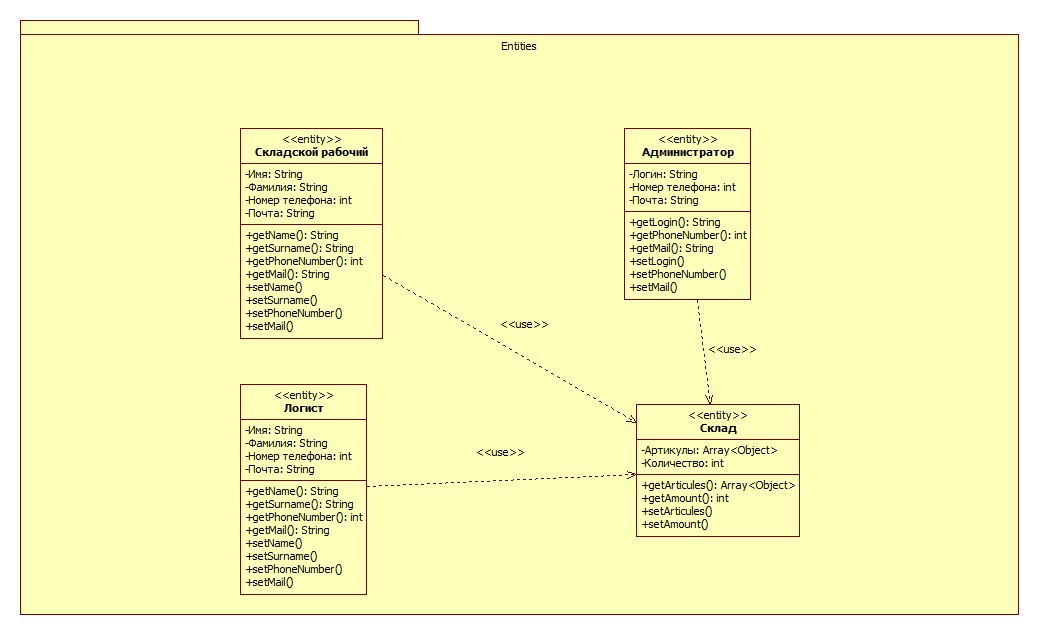 Entities
<<entity>>
Складской рабочий
-Имя: String
-Фамилия: String
-Номер телефона: int
-Почта: String
+getName(): String
+getSurname(): String
+getPhoneNumber(): int
+getMail(): String
+setName()
+setSurname()
+setPhoneNumber()
+setMail()
<<entity>>
Администратор
-Логин: String
-Номер телефона: int
-Почта: String
+getLogin(): String
+getPhoneNumber(): int
+getMail(): String
+setLogin()
+setPhoneNumber()
+setMail()
<<use>>
<<use>>
<<entity>>
Логист
-Имя: String
-Фамилия: String
-Номер телефона: int
-Почта: String
+getName(): String
+getSurname(): String
+getPhoneNumber(): int
+getMail(): String
+setName()
+setSurname()
+setPhoneNumber()
+setMail()
<<use>>
<<entity>>
Склад
-Артикулы: Array<Object>
-Количество: int
+getArticules(): Array<Object>
+getAmount(): int
+setArticules()
+setAmount()